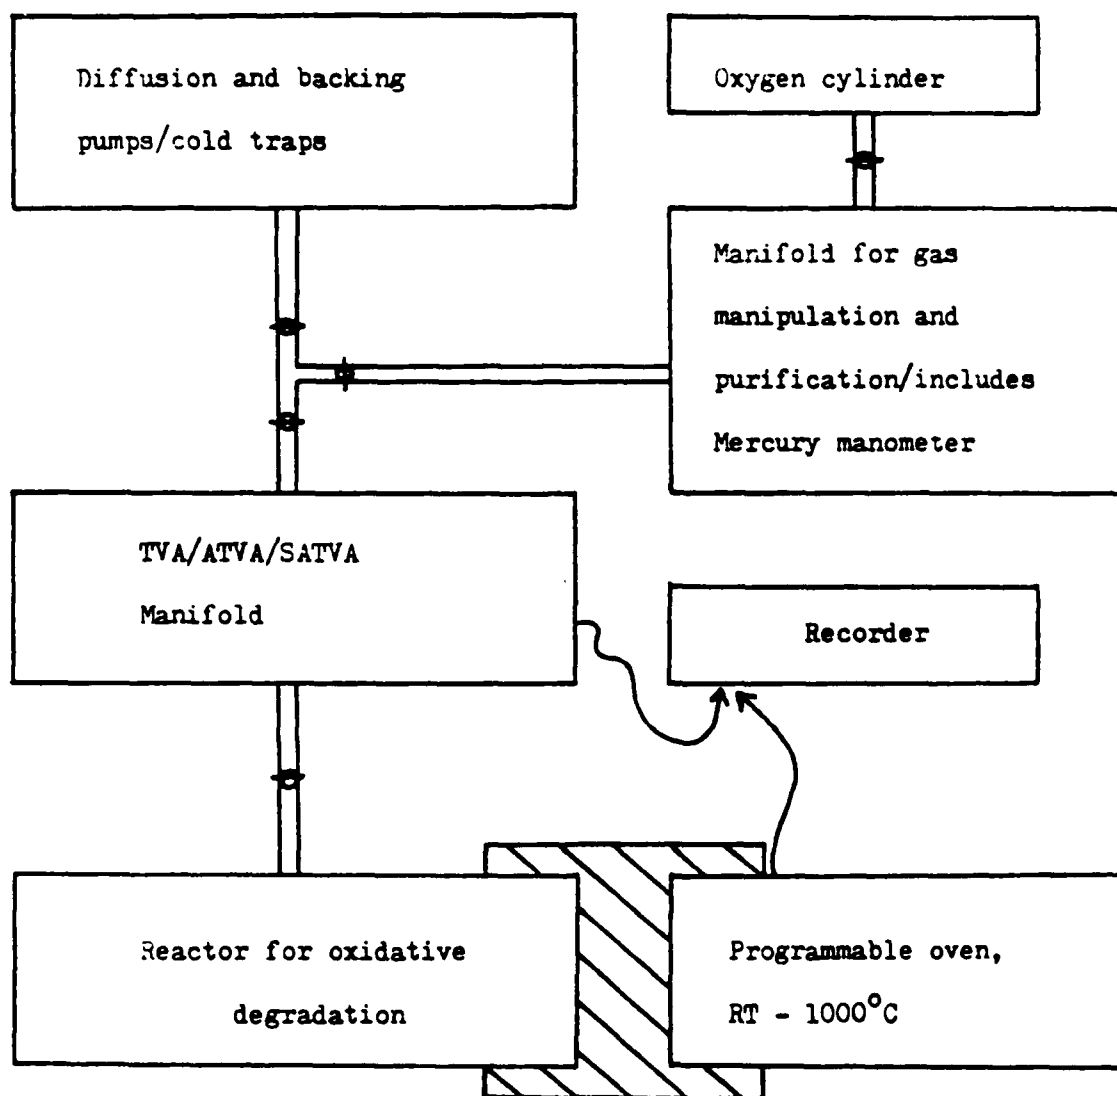 Diffusion and backing
pumps/cold traps
Oxygen cylinder
Manifold for gas
manipulation and
purification/includes
Mercury manometer
TVA/ATVA/SATVA
Manifold
Recorder
Reactor for oxidative
degradation
Programmable oven,
RT - 1000°C